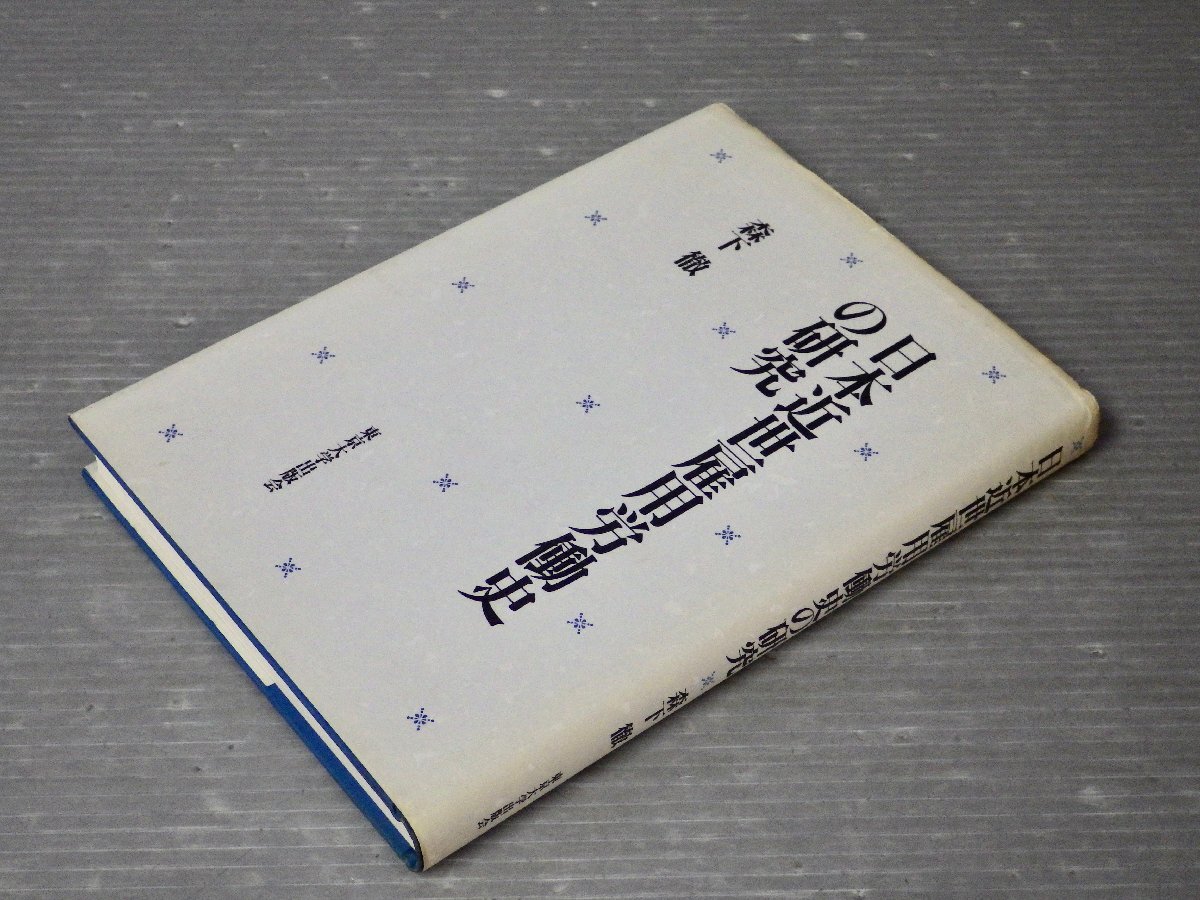 日本近世雇用労働史
の研究
森下 徹
東京大学出版会
日本近世雇用労働史の研究
森下 徹
東京大学出版会